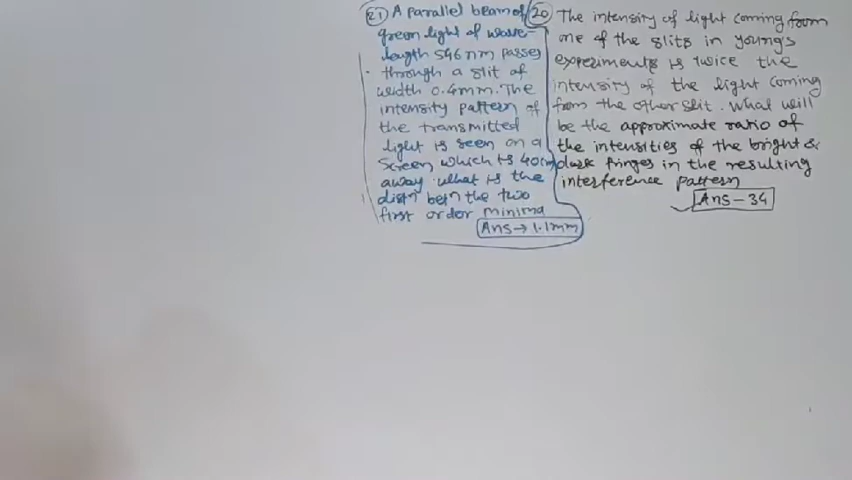 21 A parallel beam of
green light of wave-
length 546 nm passes
through a slit of
width 0.4mm. The
intensity pattern of
the transmitted
light is seen on a
screen which is 40cm
away. what is the
distn betn the two
first order minima
Ans → 1.1mm
20 The intensity of light coming from
one of the slits in young's
experiments is twice the
intensity of the light coming
from the other slit. What will
be the approximate ratio of
the intensities of the bright &
dark fringes in the resulting
interference pattern
Ans - 34